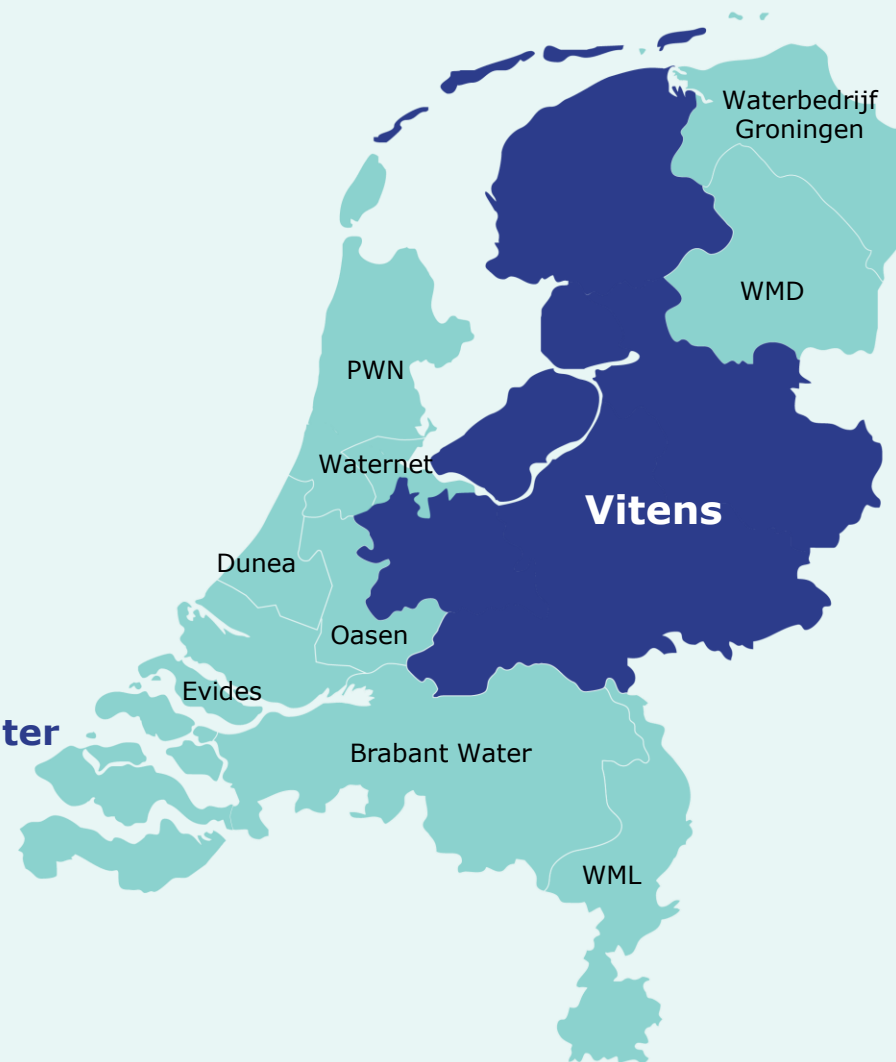 Waterbedrijf
Groningen
WMD
PWN
Waternet
Vitens
Dunea
Oasen
Evides
ter
Brabant Water
WML